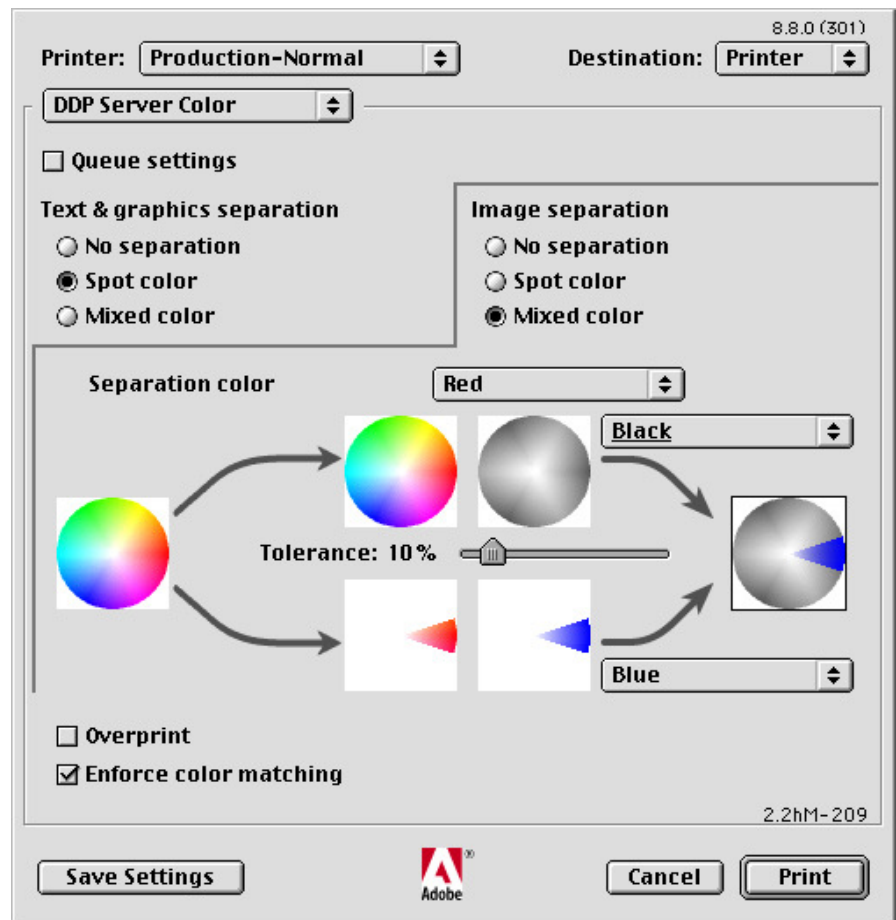 8.8.0 (301)
Printer: Production-Normal Destination: Printer
DDP Server Color
Queue settings
Text & graphics separation
No separation
Spot color
Mixed color
Image separation
No separation
Spot color
Mixed color
Separation color Red
Black
Tolerance: 10%
Blue
Overprint
Enforce color matching
2.2hM-209
Save Settings
Adobe®
Cancel
Print